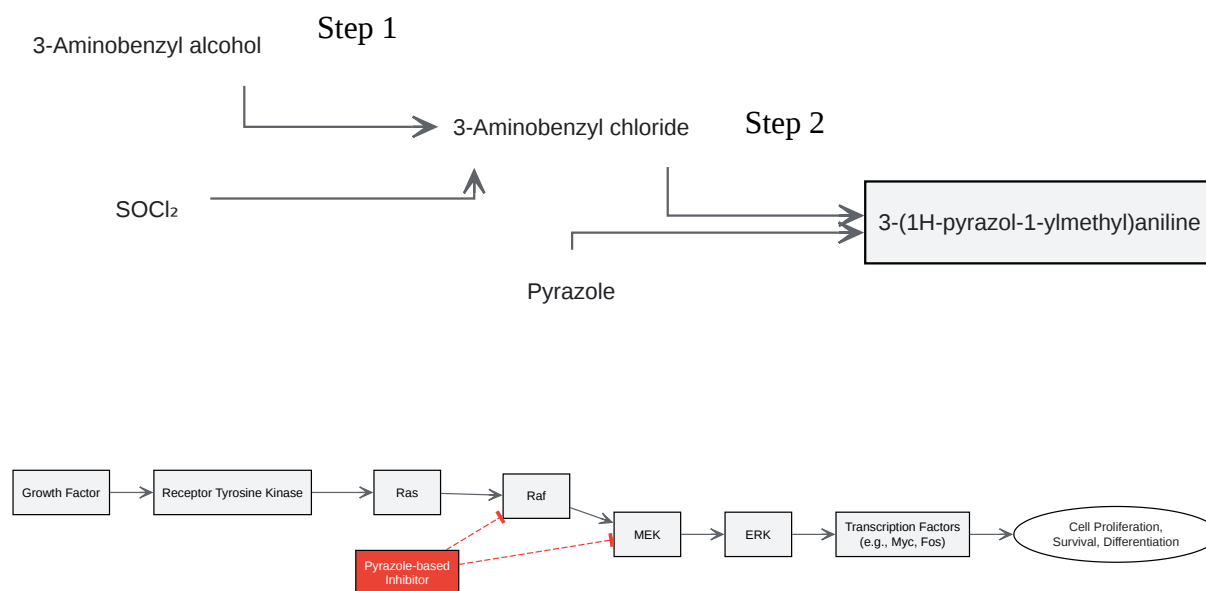 Step 1
3-Aminobenzyl alcohol
3-Aminobenzyl chloride
Step 2
SOCl₂
3-(1H-pyrazol-1-ylmethyl)aniline
Pyrazole
Growth Factor
Receptor Tyrosine Kinase
Ras
Raf
MEK
ERK
Transcription Factors
(e.g., Myc, Fos)
Cell Proliferation,
Survival, Differentiation
Pyrazole-based
Inhibitor